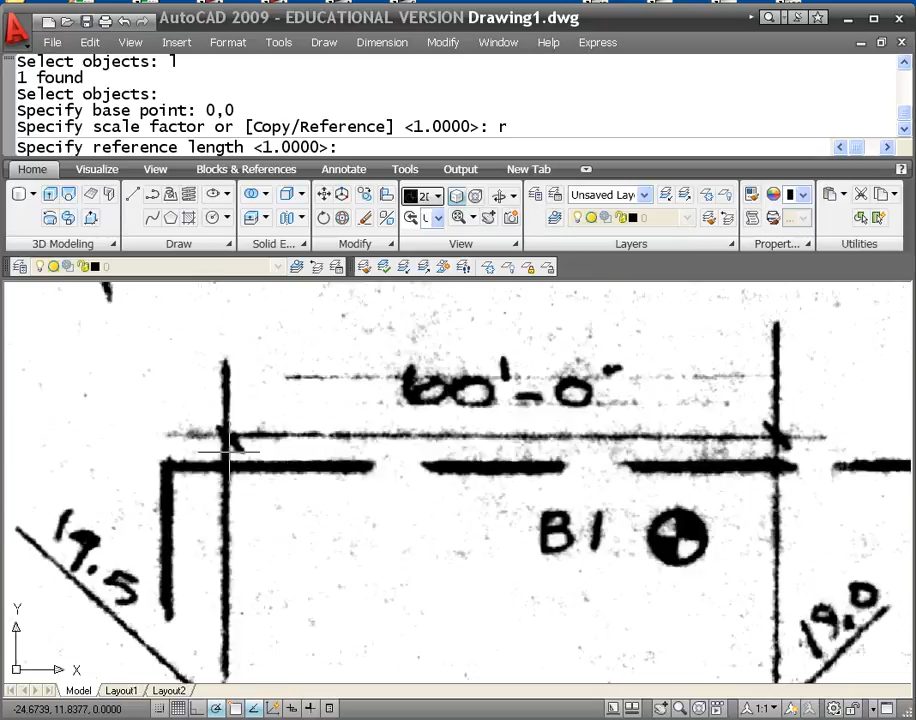 AutoCAD 2009 - EDUCATIONAL VERSION Drawing1.dwg
File Edit View Insert Format Tools Draw Dimension Modify Window Help Express
Select objects: l
1 found
Select objects:
Specify base point: 0,0
Specify scale factor or [Copy/Reference] <1.0000>: r
Specify reference length <1.0000>:
Home Visualize View Blocks & References Annotate Tools Output New Tab
Unsaved Lay
0
3D Modeling Draw Solid E... Modify View Layers Propert... Utilities
0
60'-0"
B1
19.5
19.0
Y
X
Model Layout1 Layout2
-24.6739, 11.8377, 0.0000
1:1